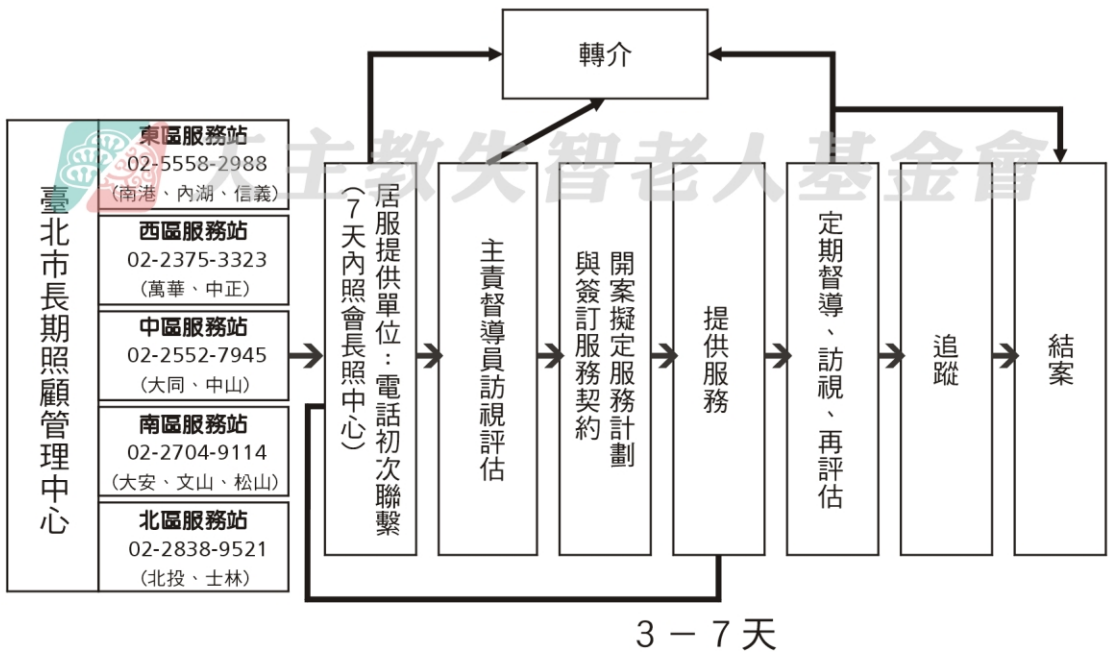 轉介
天主教失智老人基金會
臺北市長期照顧管理中心
東區服務站
02-5558-2988
(南港、內湖、信義)
西區服務站
02-2375-3323
(萬華、中正)
中區服務站
02-2552-7945
(大同、中山)
南區服務站
02-2704-9114
(大安、文山、松山)
北區服務站
02-2838-9521
(北投、士林)
居服提供單位：電話初次聯繫
(7天內照會長照中心)
主責督導員訪視評估
開案擬定服務計劃
與簽訂服務契約
提供服務
定期督導、訪視、再評估
追蹤
結案
3－7天